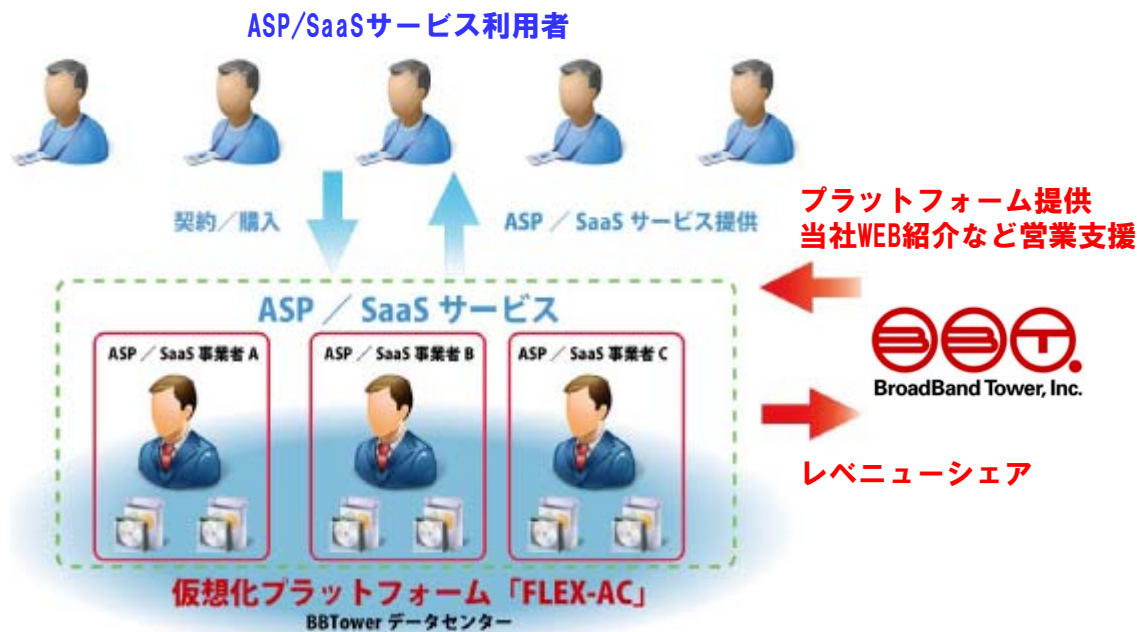 ASP/SaaSサービス利用者
契約／購入
ASP ／ SaaS サービス提供
プラットフォーム提供
当社WEB紹介など営業支援
ASP ／ SaaS サービス
ASP ／ SaaS 事業者 A
ASP ／ SaaS 事業者 B
ASP ／ SaaS 事業者 C
BBT.
BroadBand Tower, Inc.
レベニューシェア
仮想化プラットフォーム「FLEX-AC」
BBTower データセンター